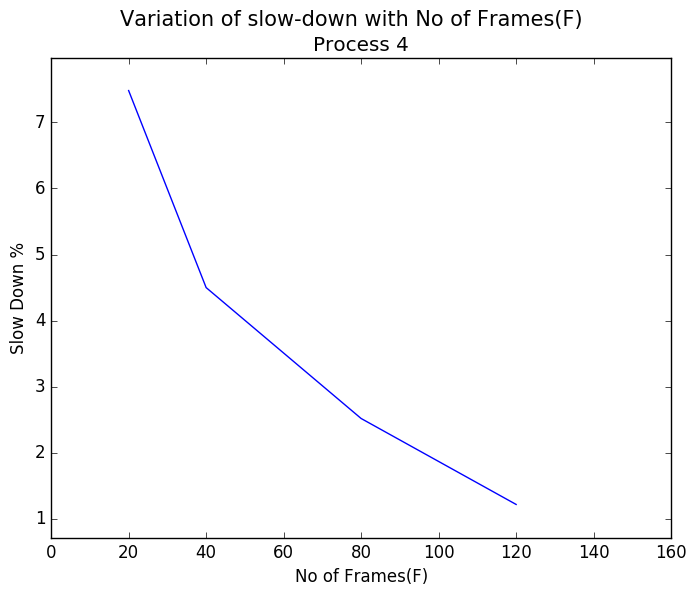 Variation of slow-down with No of Frames(F)
Process 4
7
6
5
4
3
2
1
Slow Down %
0 20 40 60 80 100 120 140 160
No of Frames(F)